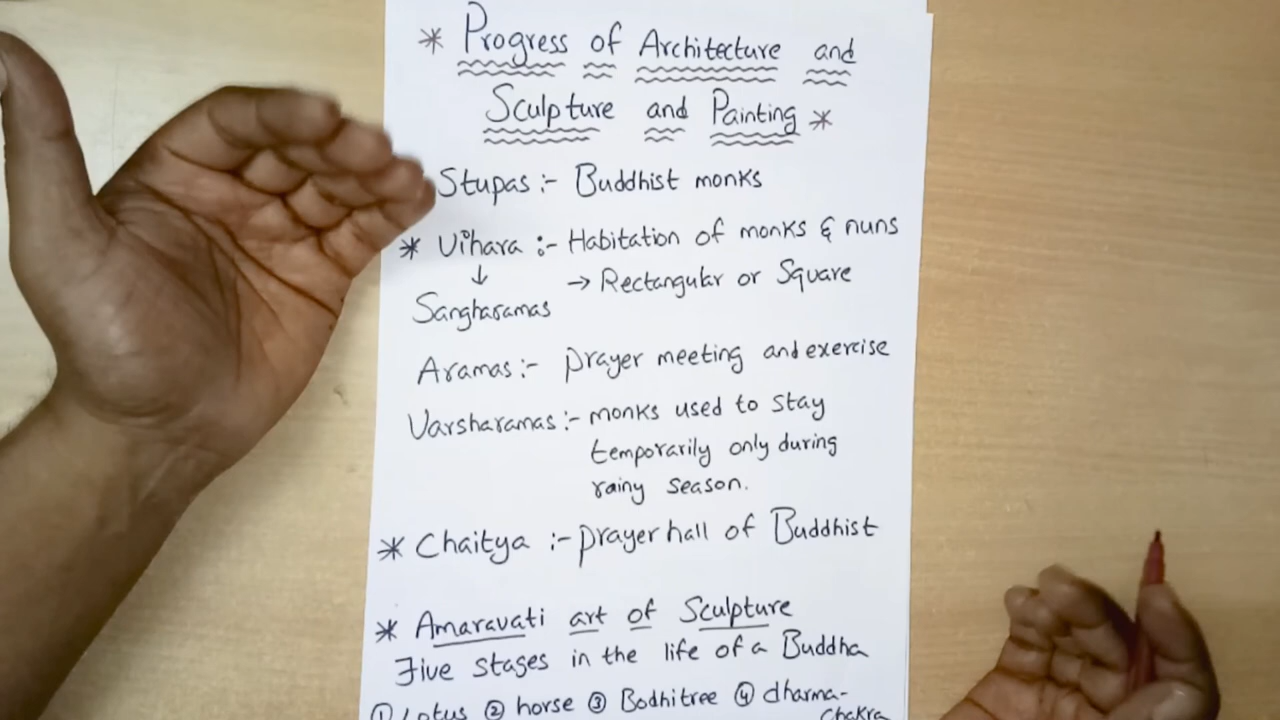 * Progress of Architecture and
Sculpture and Painting *
Stupas :- Buddhist monks
* Vihara :- Habitation of monks & nuns
↓ → Rectangular or Square
Sangharamas
Aramas :- prayer meeting and exercise
Varsharamas :- monks used to stay
temporarily only during
rainy season.
* Chaitya :- prayer hall of Buddhist
* Amaravati art of Sculpture
Five stages in the life of a Buddha
① Lotus ② horse ③ Bodhitree ④ dharma-
Chakra